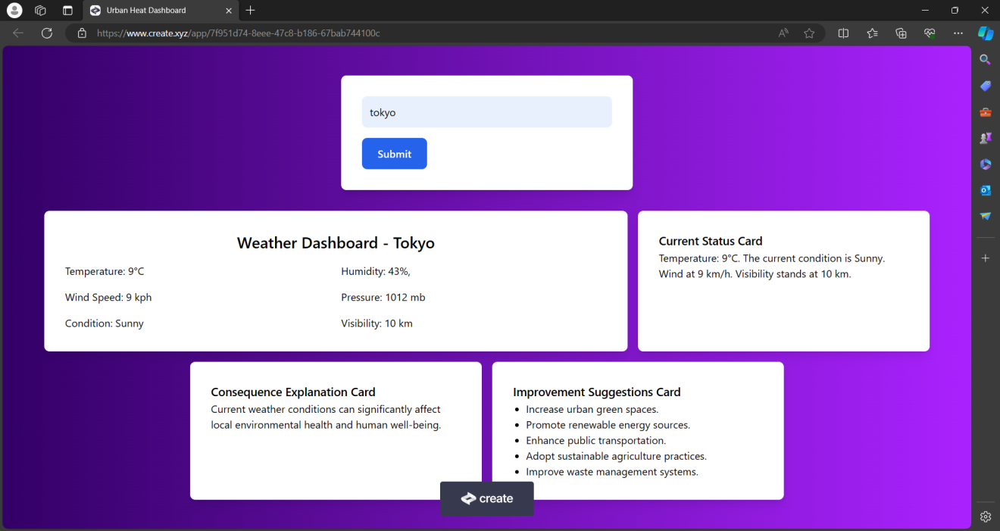 Urban Heat Dashboard
https://www.create.xyz/app/7f951d74-8eee-47c8-b186-67bab744100c
tokyo
Submit
Weather Dashboard - Tokyo
Temperature: 9°C
Humidity: 43%,
Wind Speed: 9 kph
Pressure: 1012 mb
Condition: Sunny
Visibility: 10 km
Current Status Card
Temperature: 9°C. The current condition is Sunny.
Wind at 9 km/h. Visibility stands at 10 km.
Consequence Explanation Card
Current weather conditions can significantly affect
local environmental health and human well-being.
Improvement Suggestions Card
Increase urban green spaces.
Promote renewable energy sources.
Enhance public transportation.
Adopt sustainable agriculture practices.
Improve waste management systems.
create